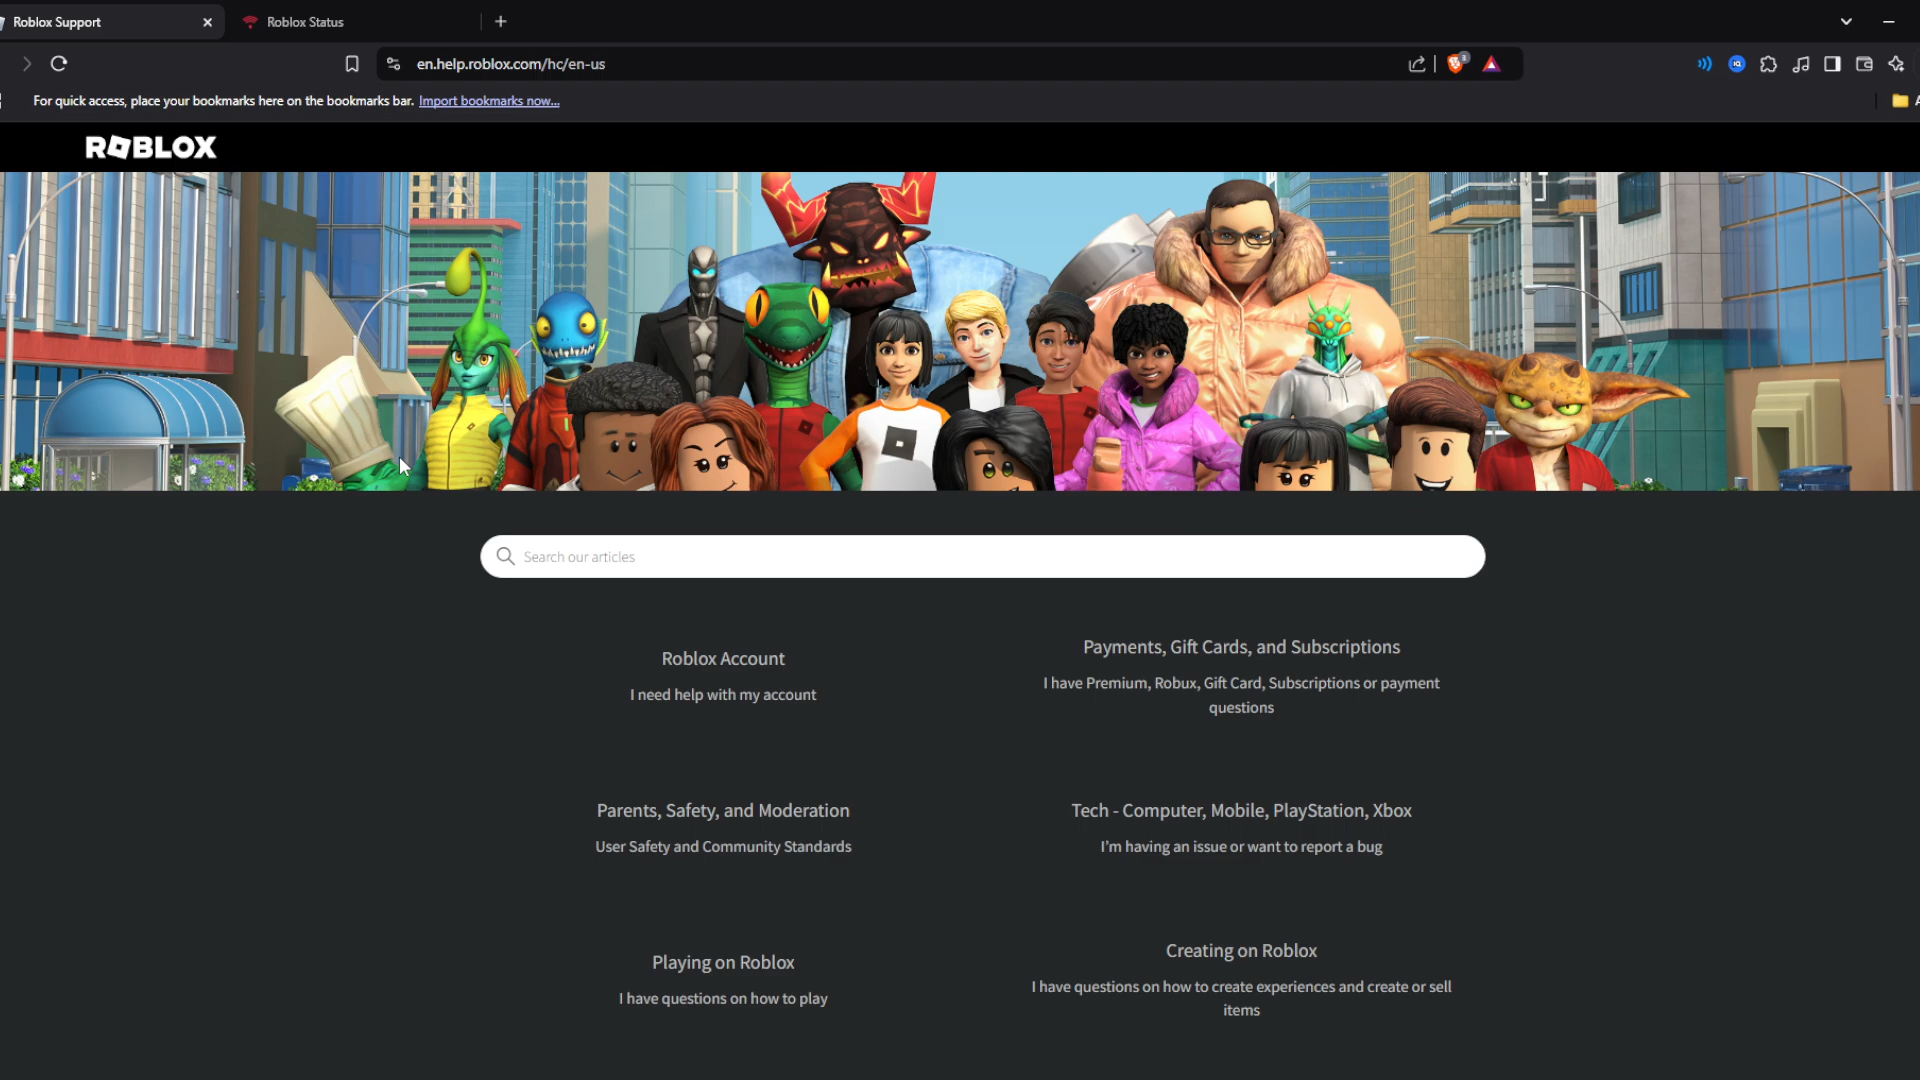 Roblox Support
Roblox Status
en.help.roblox.com/hc/en-us
3
For quick access, place your bookmarks here on the bookmarks bar. Import bookmarks now...
ROBLOX
Search our articles
Roblox Account
I need help with my account
Payments, Gift Cards, and Subscriptions
I have Premium, Robux, Gift Card, Subscriptions or payment
questions
Parents, Safety, and Moderation
User Safety and Community Standards
Tech - Computer, Mobile, PlayStation, Xbox
I'm having an issue or want to report a bug
Playing on Roblox
I have questions on how to play
Creating on Roblox
I have questions on how to create experiences and create or sell
items